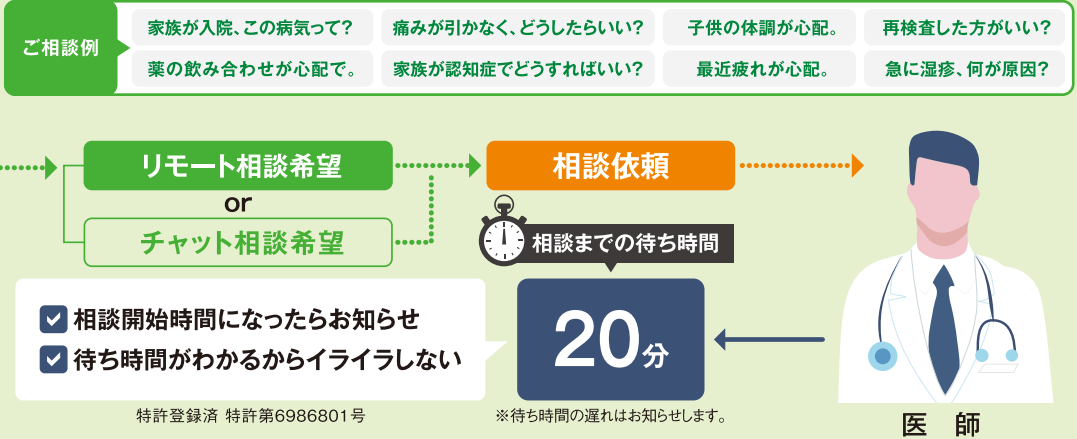 ご相談例
家族が入院、この病気って？
痛みが引かなく、どうしたらいい？
子供の体調が心配。
再検査した方がいい？
薬の飲み合わせが心配で。
家族が認知症でどうすればいい？
最近疲れが心配。
急に湿疹、何が原因？
リモート相談希望
or
チャット相談希望
相談依頼
相談までの待ち時間
20分
相談開始時間になったらお知らせ
待ち時間がわかるからイライラしない
特許登録済 特許第6986801号
※待ち時間の遅れはお知らせします。
医 師